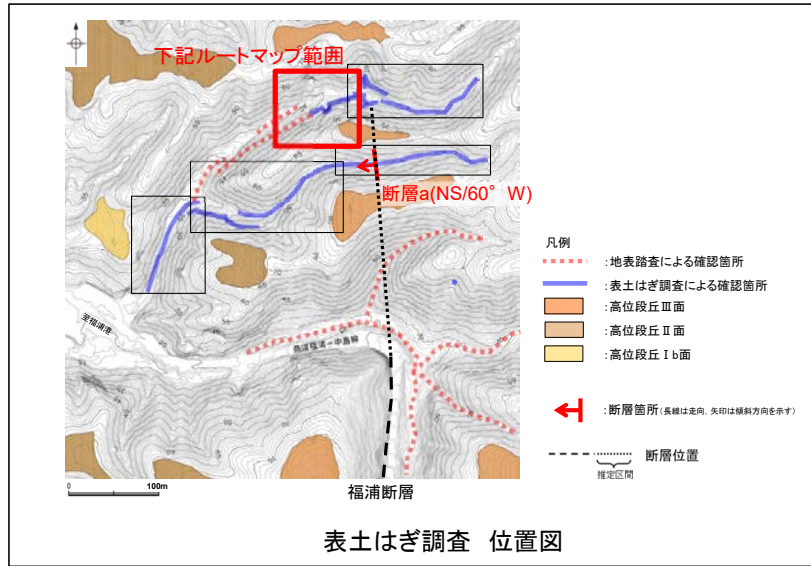 下記ルートマップ範囲
断層a(NS/60° W)
至福浦港
福浦断層
0
100m
凡例
:地表踏査による確認箇所
:表土はぎ調査による確認箇所
:高位段丘Ⅲ面
:高位段丘Ⅱ面
:高位段丘Ⅰb面
:断層箇所(長線は走向、矢印は傾斜方向を示す)
断層位置
推定区間
表土はぎ調査 位置図